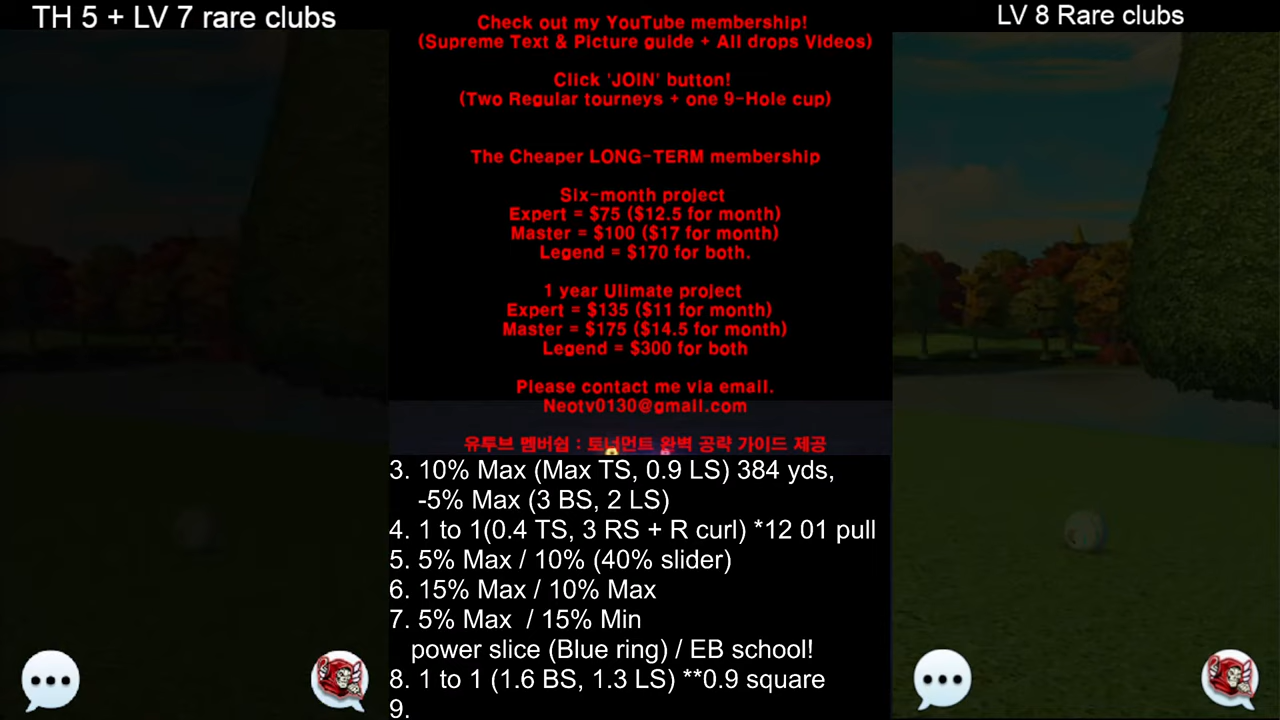 TH 5 + LV 7 rare clubs
LV 8 Rare clubs
Check out my YouTube membership!
(Supreme Text & Picture guide + All drops Videos)
Click 'JOIN' button!
(Two Regular tourneys + one 9-Hole cup)
The Cheaper LONG-TERM membership
Six-month project
Expert = $75 ($12.5 for month)
Master = $100 ($17 for month)
Legend = $170 for both.
1 year Ulimate project
Expert = $135 ($11 for month)
Master = $175 ($14.5 for month)
Legend = $300 for both
Please contact me via email.
Neotv0130@gmail.com
유투브 멤버쉽 : 토너먼트 완벽 공략 가이드 제공
3. 10% Max (Max TS, 0.9 LS) 384 yds,
-5% Max (3 BS, 2 LS)
4. 1 to 1(0.4 TS, 3 RS + R curl) *12 01 pull
5. 5% Max / 10% (40% slider)
6. 15% Max / 10% Max
7. 5% Max / 15% Min
power slice (Blue ring) / EB school!
8. 1 to 1 (1.6 BS, 1.3 LS) **0.9 square
9.